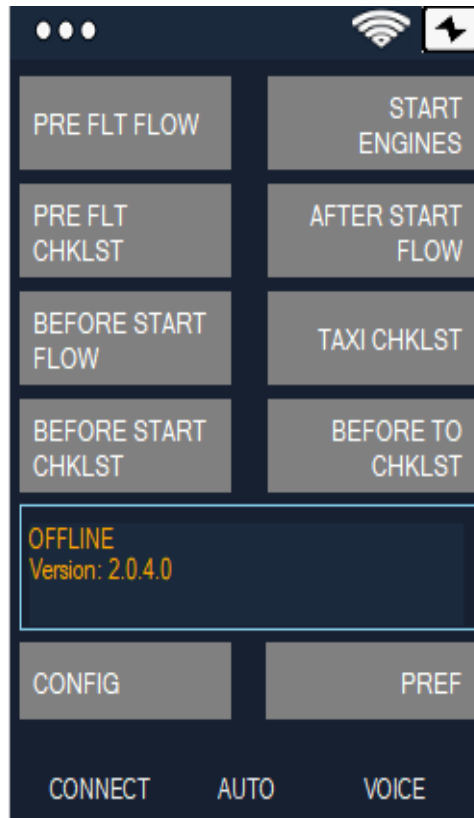 PRE FLT FLOW
START
ENGINES
PRE FLT
CHKLST
AFTER START
FLOW
BEFORE START
FLOW
TAXI CHKLST
BEFORE START
CHKLST
BEFORE TO
CHKLST
OFFLINE
Version: 2.0.4.0
CONFIG
PREF
CONNECT
AUTO
VOICE